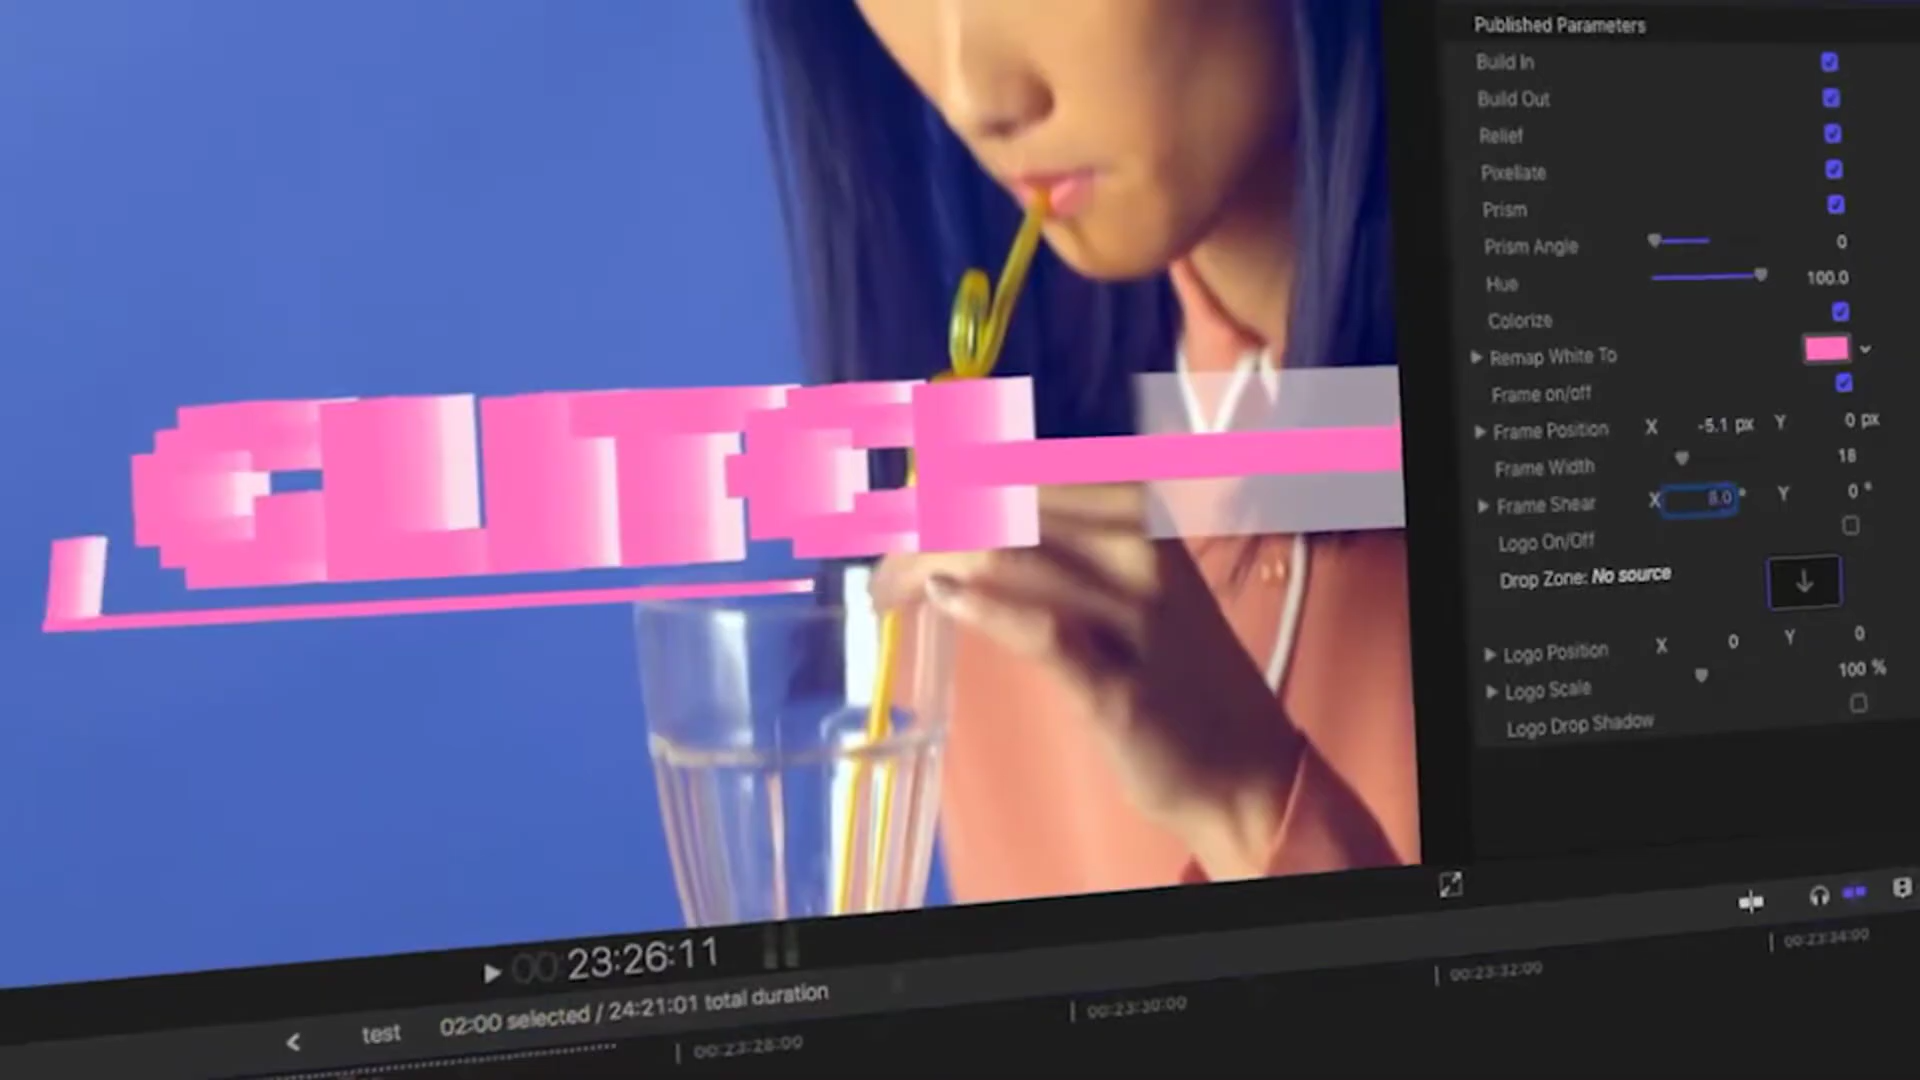 Published Parameters
Build In
Build Out
Relief
Pixellate
Prism
Prism Angle 0
Hue 100.0
Colorize
Remap White To
Frame on/off
Frame Position X -5.1 px Y 0 px
Frame Width 18
Frame Shear X 8.0 ° Y 0 °
Logo On/Off
Drop Zone: No source
Logo Position X 0 Y 0
Logo Scale 100 %
Logo Drop Shadow
GLITCH
00 23:26:11
test 02:00 selected / 24:21:01 total duration
00:23:28:00 00:23:30:00 00:23:32:00 00:23:34:00